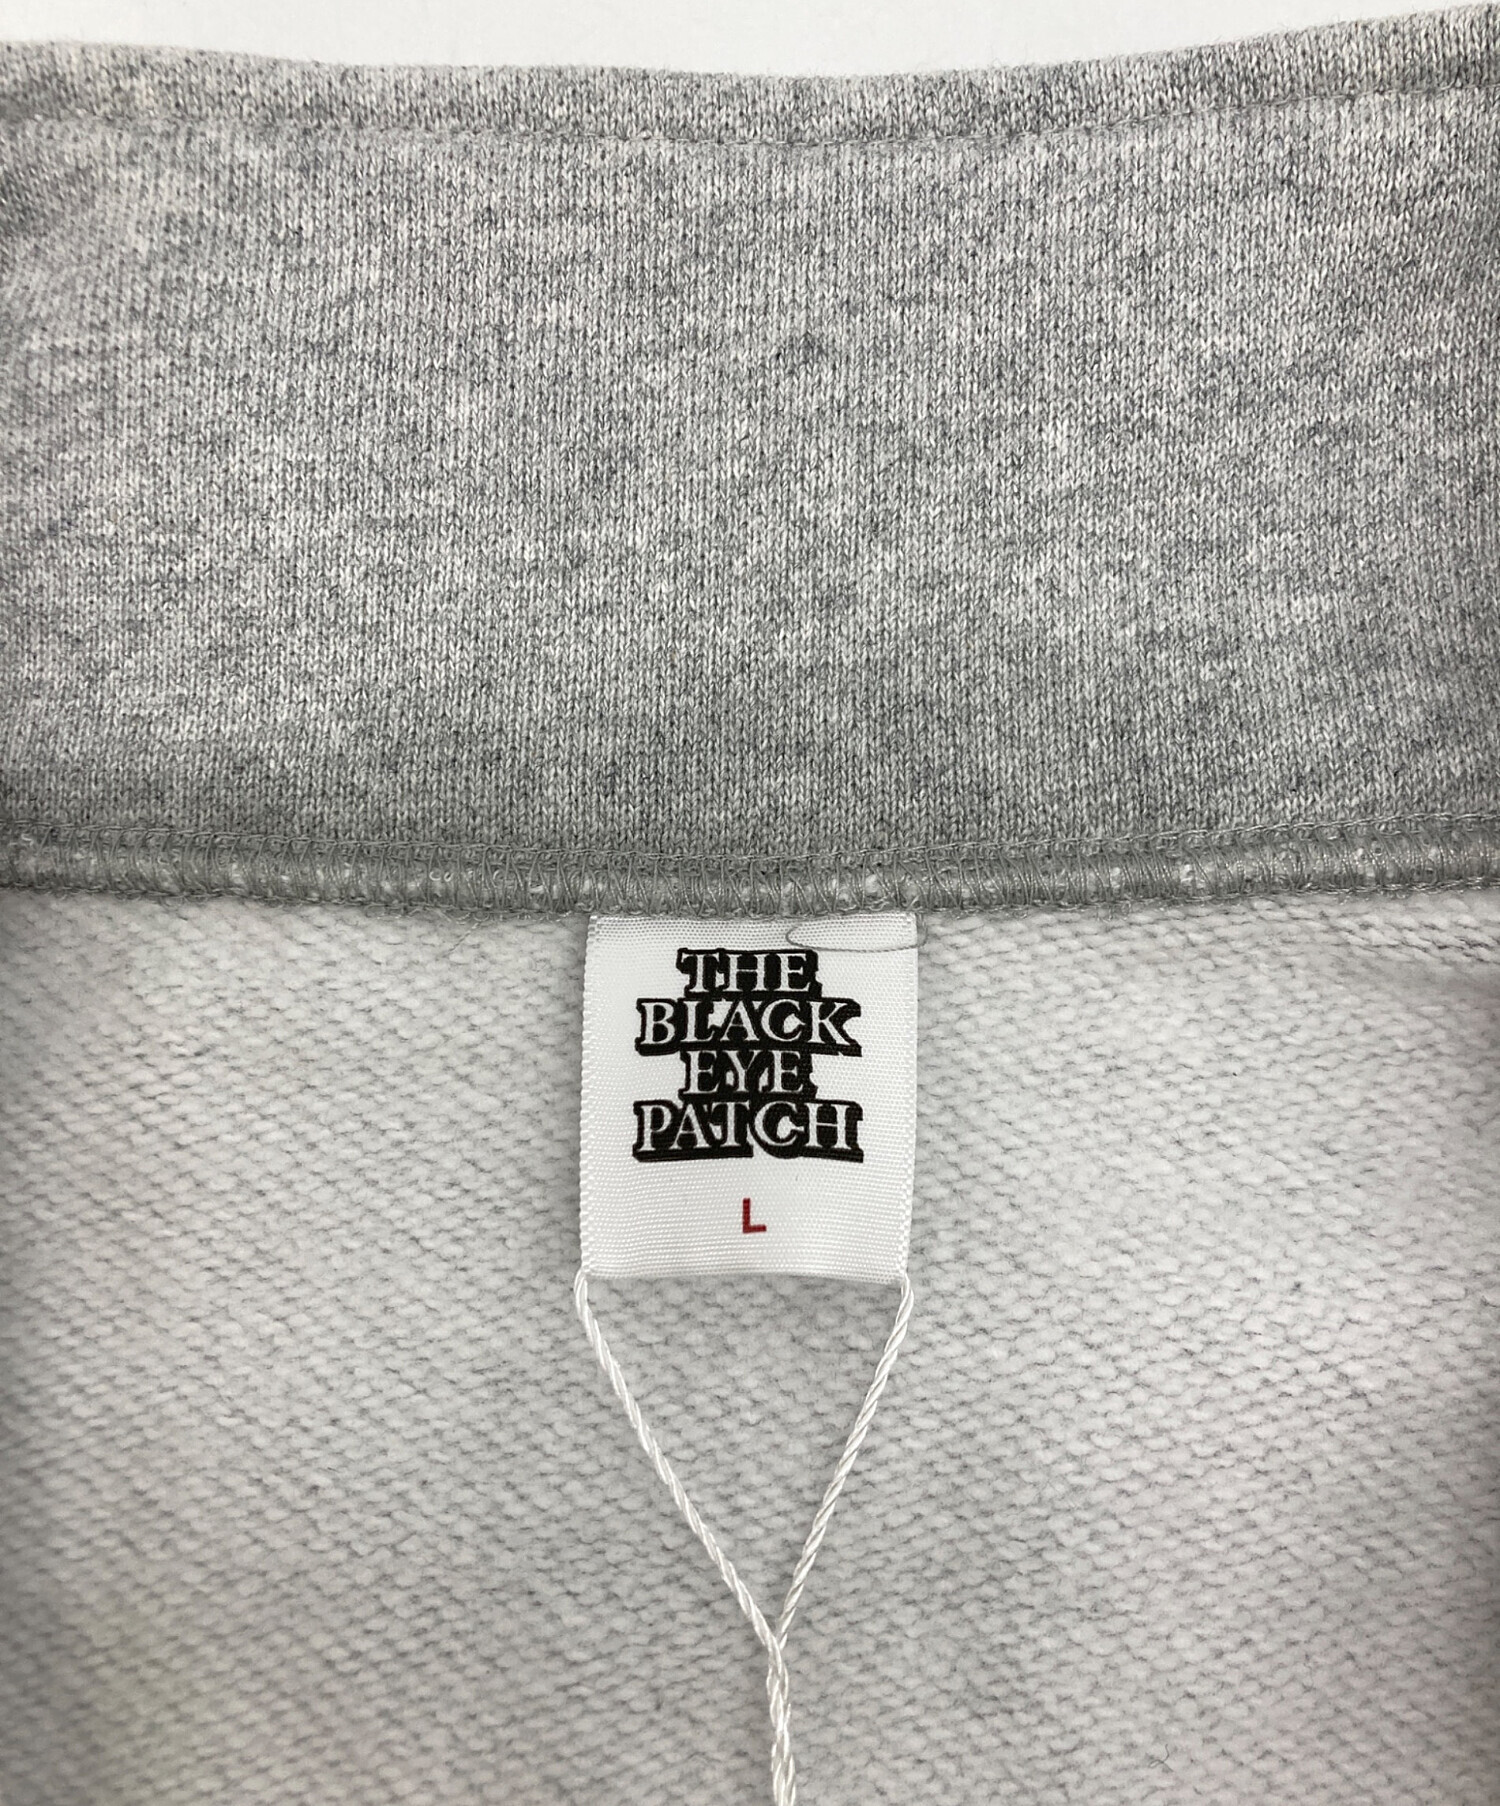 THE
BLACK
EYE
PATCH
L